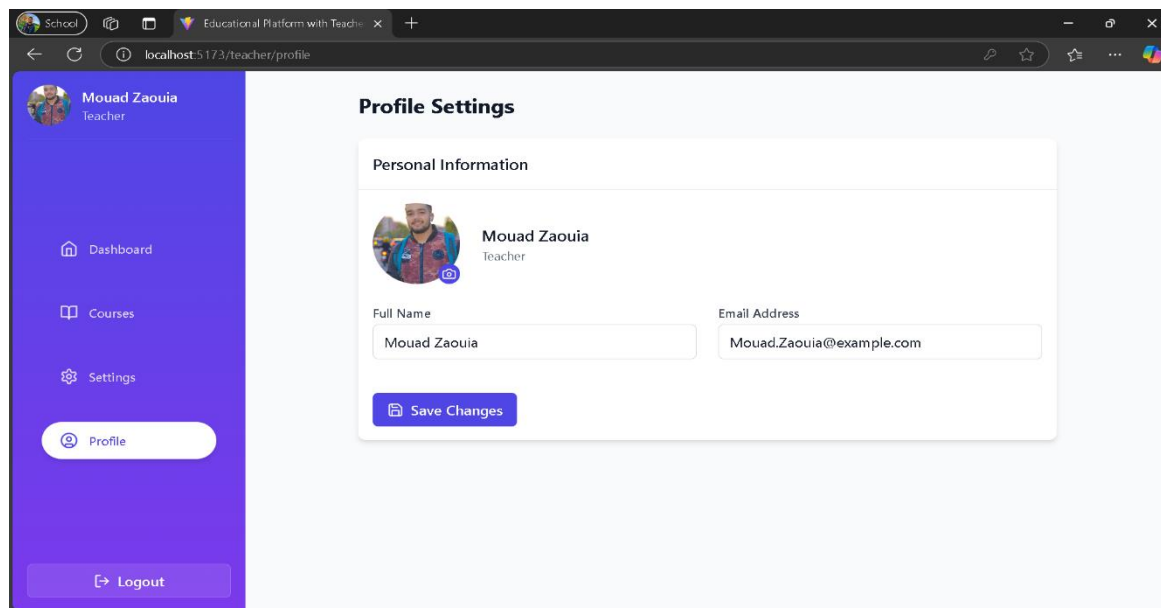 School
Educational Platform with Teache
localhost:5173/teacher/profile
Mouad Zaouia
Teacher
Dashboard
Courses
Settings
Profile
Logout
Profile Settings
Personal Information
Mouad Zaouia
Teacher
Full Name
Mouad Zaouia
Email Address
Mouad.Zaouia@example.com
Save Changes